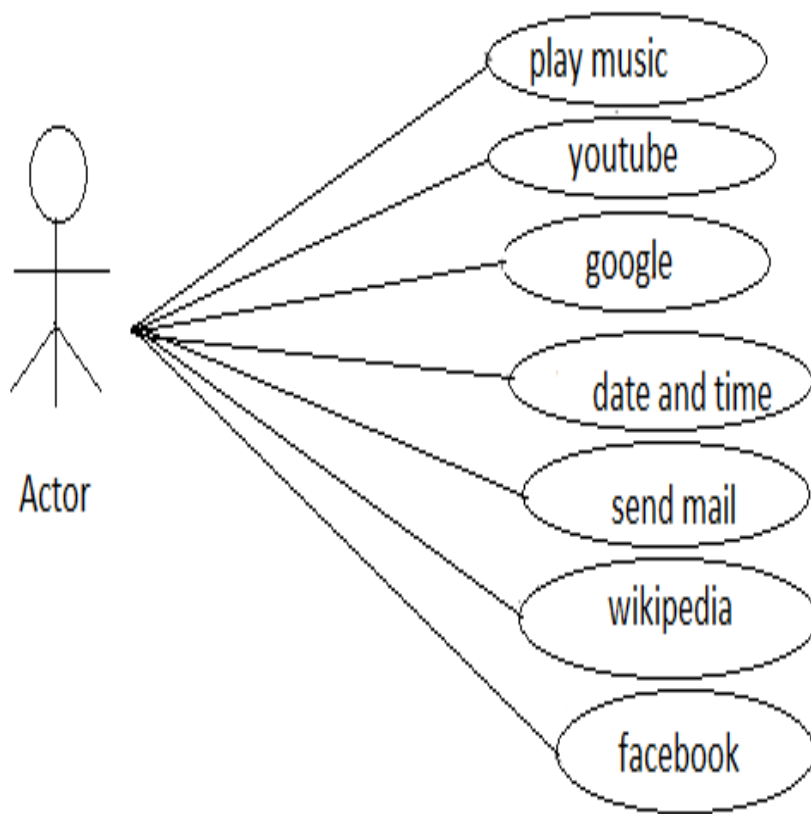 play music
youtube
google
date and time
Actor
send mail
wikipedia
facebook